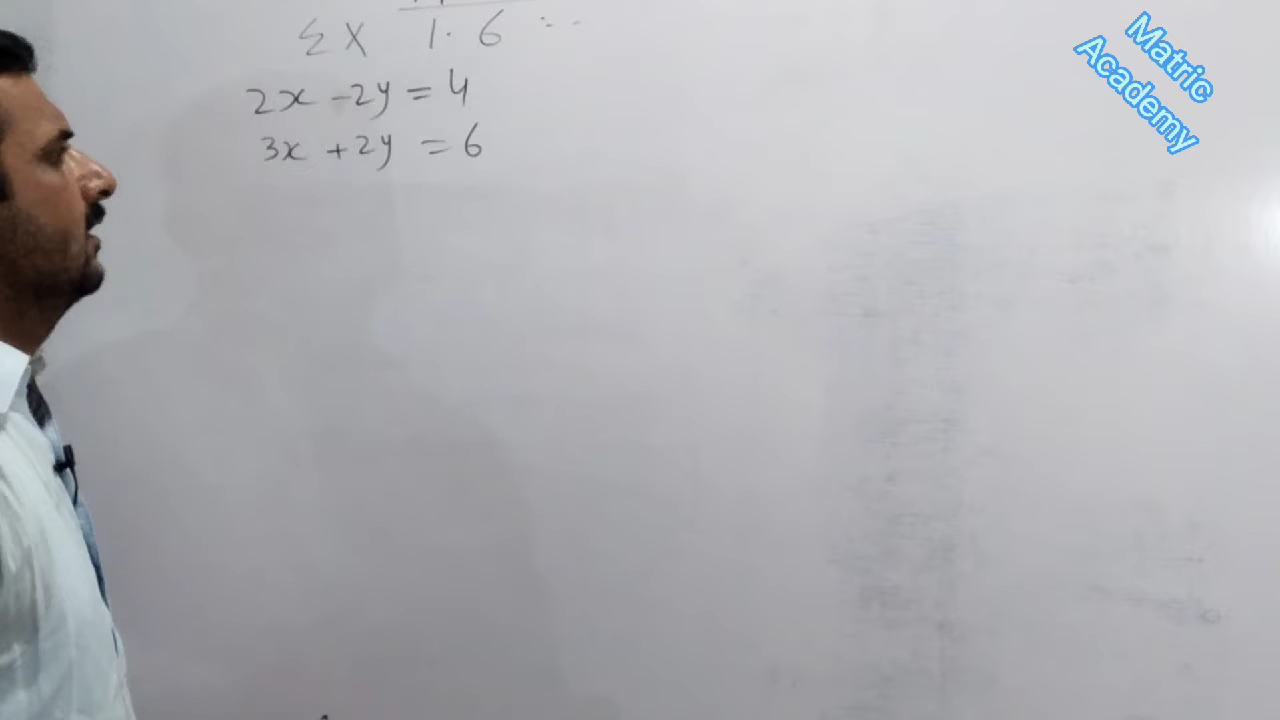 Ex 1.6 :-
2x - 2y = 4
3x + 2y = 6
Matric
Academy